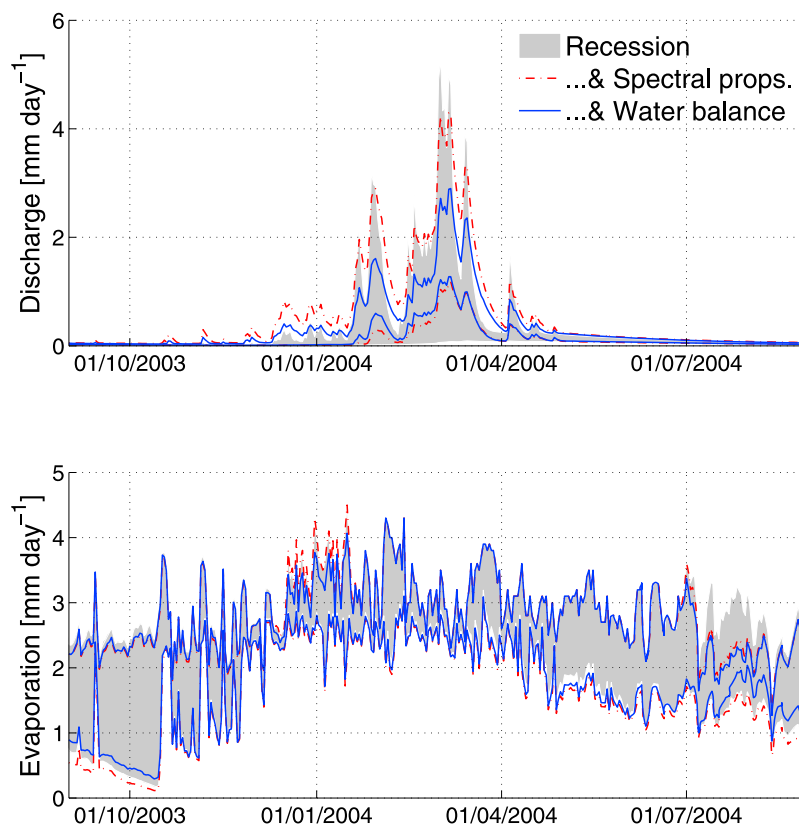 6
4
2
0
Discharge [mm day⁻¹]
Recession
...& Spectral props.
...& Water balance
01/10/2003 01/01/2004 01/04/2004 01/07/2004
5
4
3
2
1
0
Evaporation [mm day⁻¹]
01/10/2003 01/01/2004 01/04/2004 01/07/2004